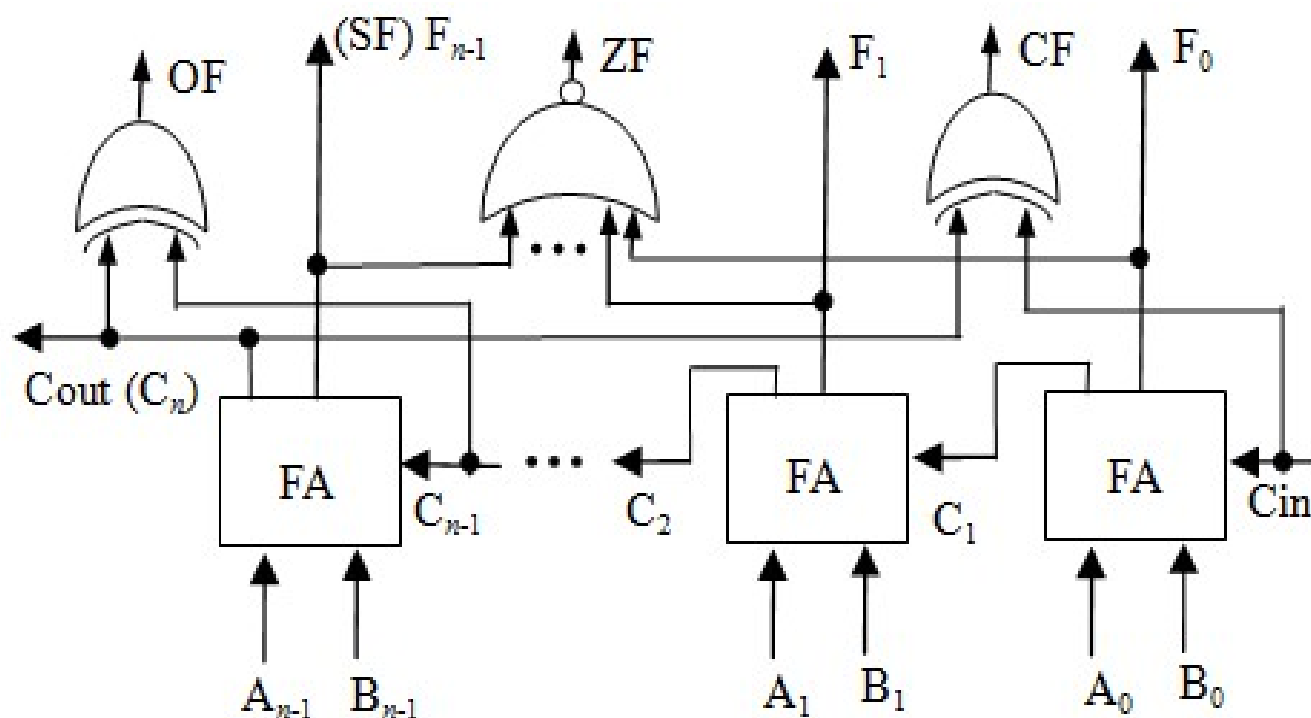 OF
(SF) Fn-1
ZF
F1
CF
F0
Cout (Cn)
FA
Cn-1
C2
FA
C1
FA
Cin
An-1
Bn-1
A1
B1
A0
B0